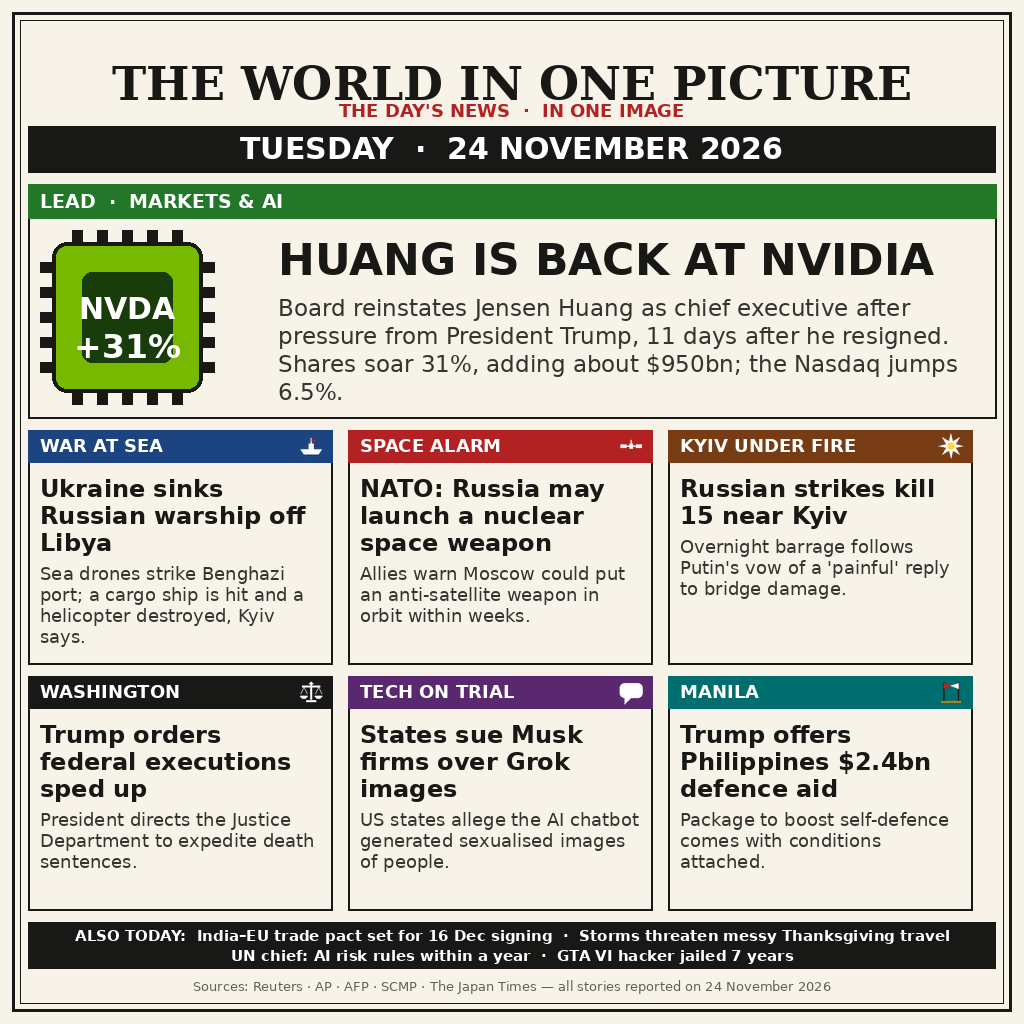 THE WORLD IN ONE PICTURE
THE DAY'S NEWS · IN ONE IMAGE
TUESDAY · 24 NOVEMBER 2026
LEAD · MARKETS & AI
NVDA
+31%
HUANG IS BACK AT NVIDIA
Board reinstates Jensen Huang as chief executive after
pressure from President Trump, 11 days after he resigned.
Shares soar 31%, adding about $950bn; the Nasdaq jumps
6.5%.
WAR AT SEA
Ukraine sinks
Russian warship off
Libya
Sea drones strike Benghazi
port; a cargo ship is hit and a
helicopter destroyed, Kyiv
says.
SPACE ALARM
NATO: Russia may
launch a nuclear
space weapon
Allies warn Moscow could put
an anti-satellite weapon in
orbit within weeks.
KYIV UNDER FIRE
Russian strikes kill
15 near Kyiv
Overnight barrage follows
Putin's vow of a 'painful' reply
to bridge damage.
WASHINGTON
Trump orders
federal executions
sped up
President directs the Justice
Department to expedite death
sentences.
TECH ON TRIAL
States sue Musk
firms over Grok
images
US states allege the AI chatbot
generated sexualised images
of people.
MANILA
Trump offers
Philippines $2.4bn
defence aid
Package to boost self-defence
comes with conditions
attached.
ALSO TODAY: India–EU trade pact set for 16 Dec signing · Storms threaten messy Thanksgiving travel
UN chief: AI risk rules within a year · GTA VI hacker jailed 7 years
Sources: Reuters · AP · AFP · SCMP · The Japan Times — all stories reported on 24 November 2026